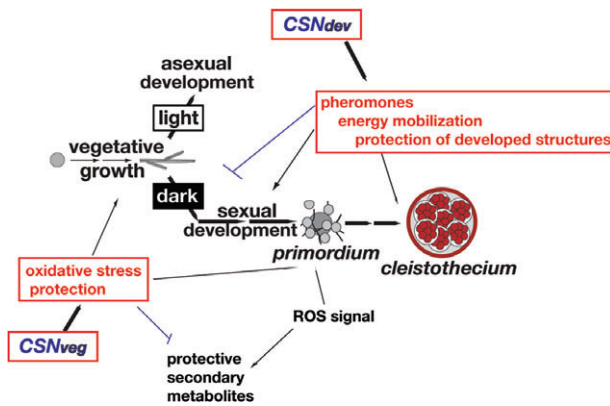 CSNdev
asexual
development
light
pheromones
energy mobilization
protection of developed structures
vegetative
growth
dark
sexual
development
primordium
cleistothecium
oxidative stress
protection
ROS signal
CSNveg
protective
secondary
metabolites